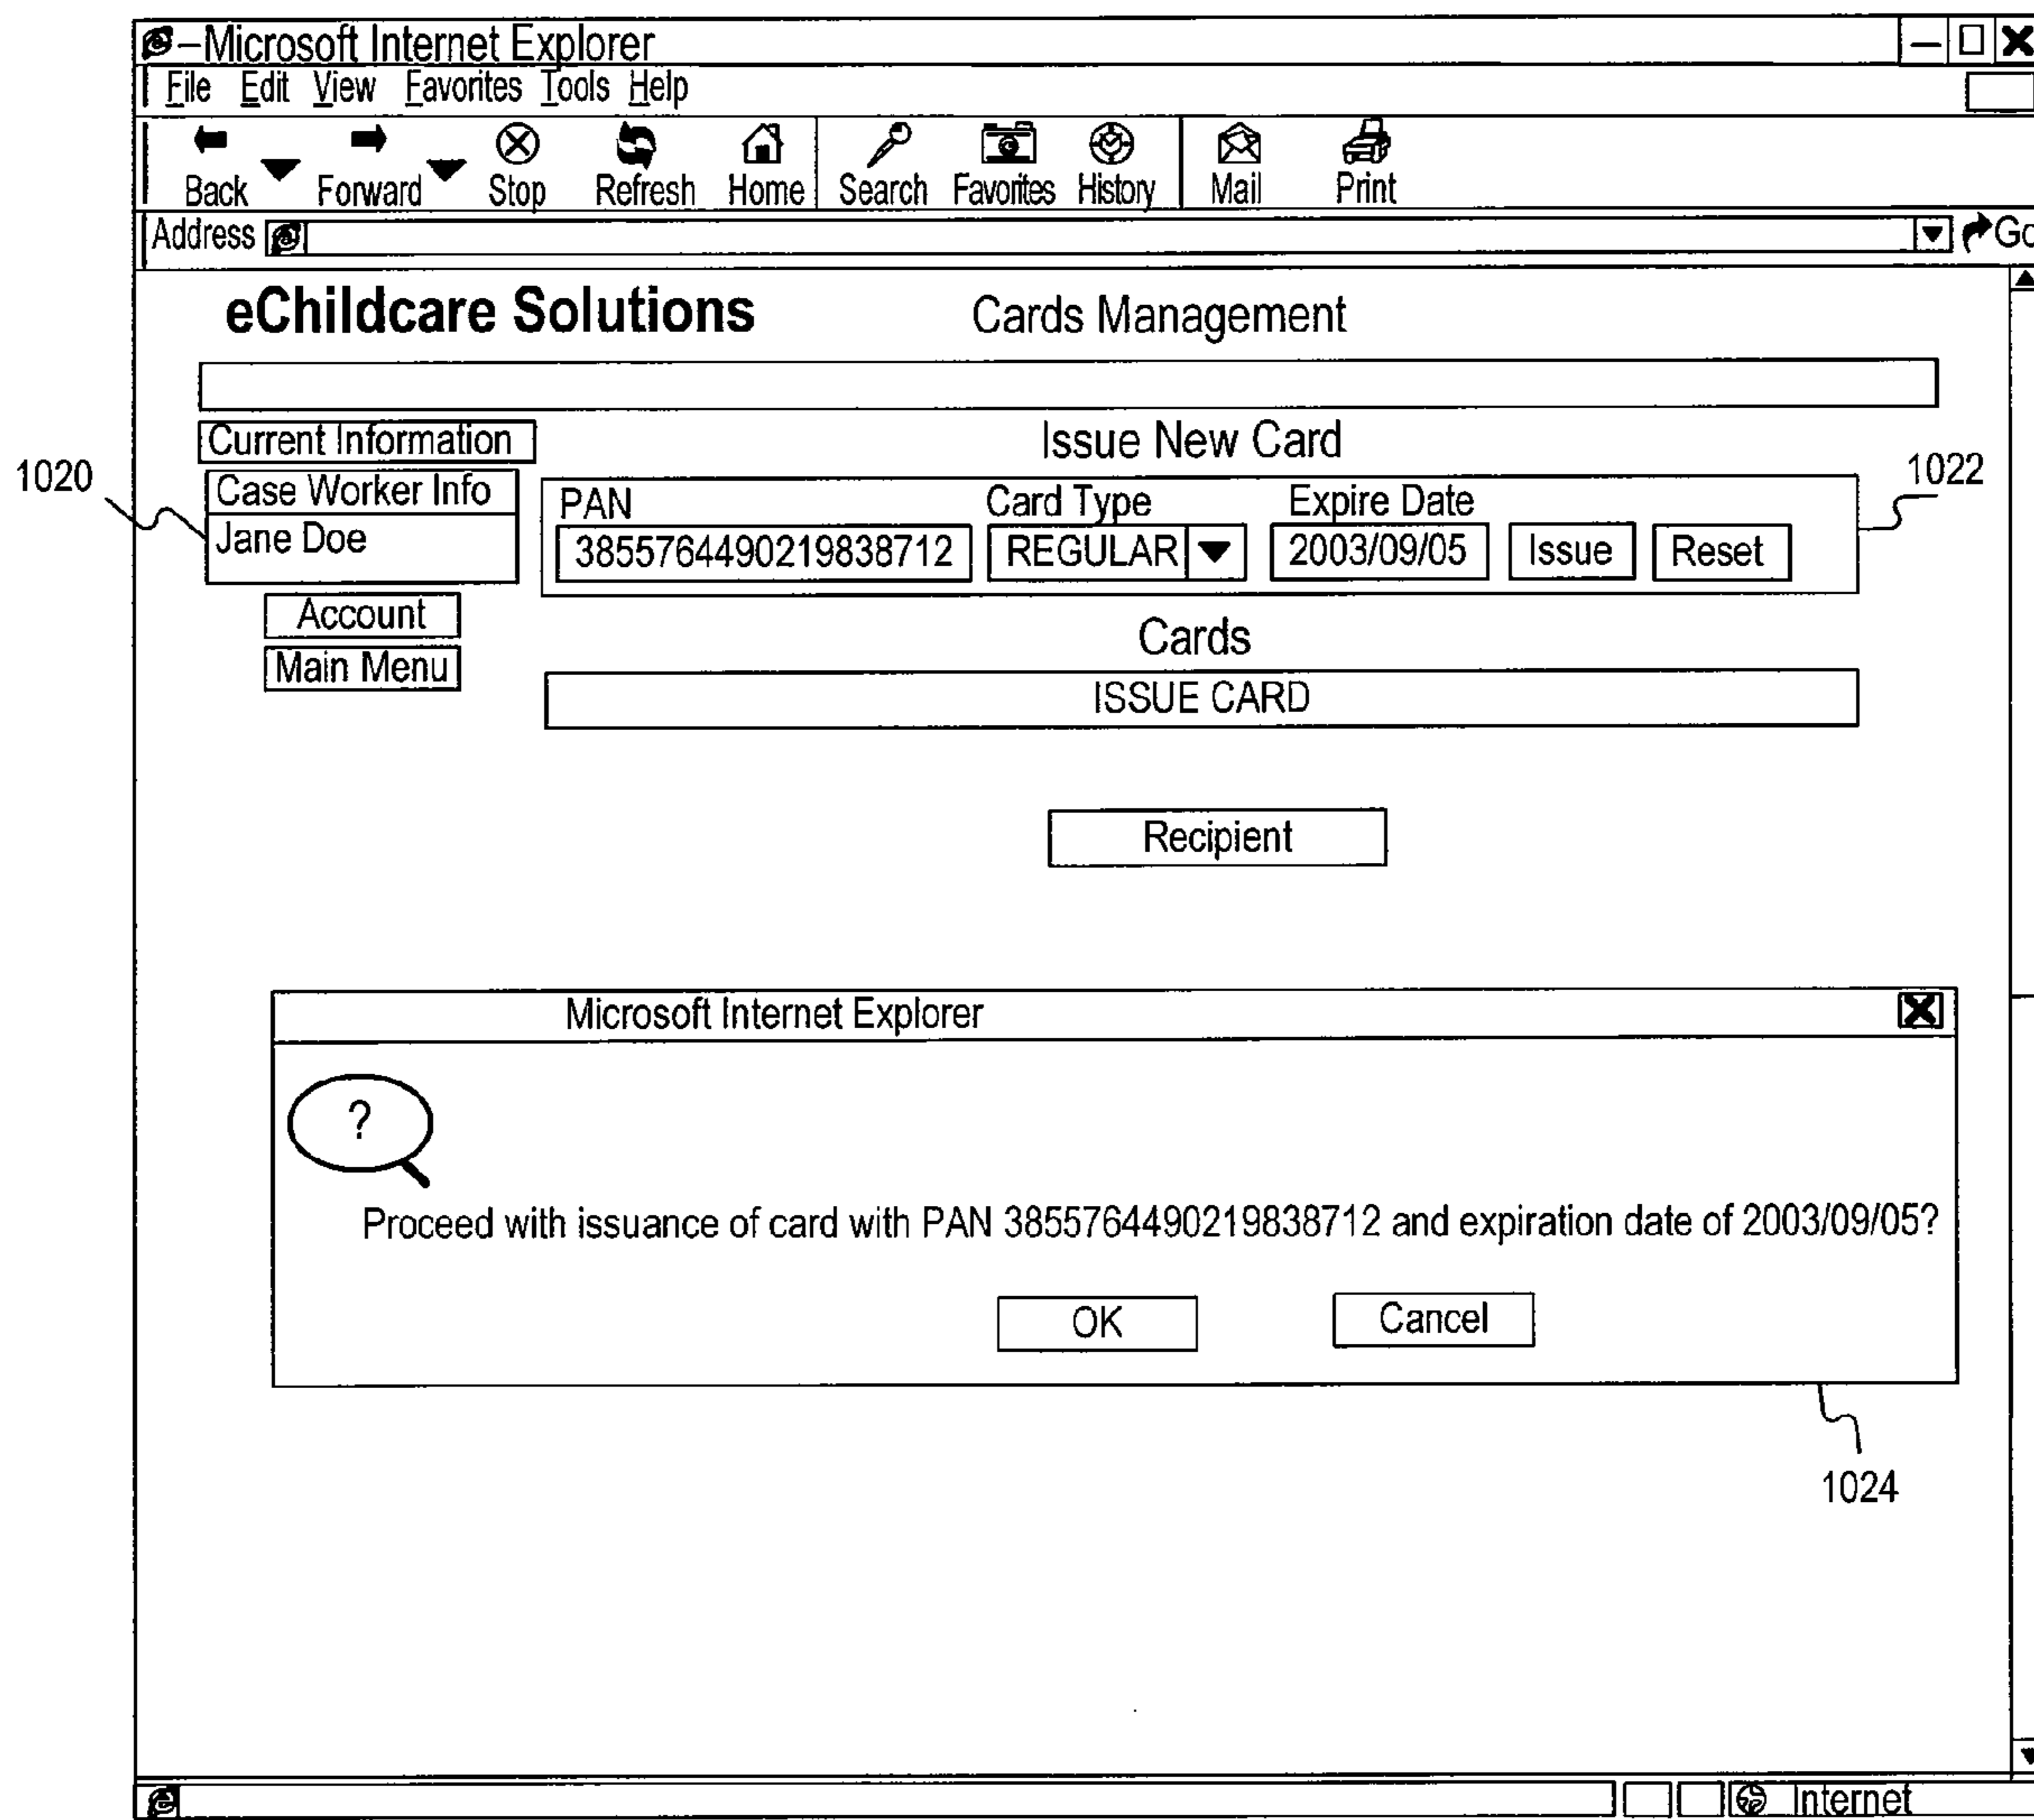 –Microsoft Internet Explorer
File Edit View Favorites Tools Help
Back Forward Stop Refresh Home Search Favorites History Mail Print
Address Go
eChildcare Solutions Cards Management
Current Information Issue New Card
1020 Case Worker Info PAN Card Type Expire Date 1022
Jane Doe 3855764490219838712 REGULAR 2003/09/05 Issue Reset
Account Cards
Main Menu ISSUE CARD
Recipient
Microsoft Internet Explorer
?
Proceed with issuance of card with PAN 3855764490219838712 and expiration date of 2003/09/05?
OK Cancel
1024
Internet